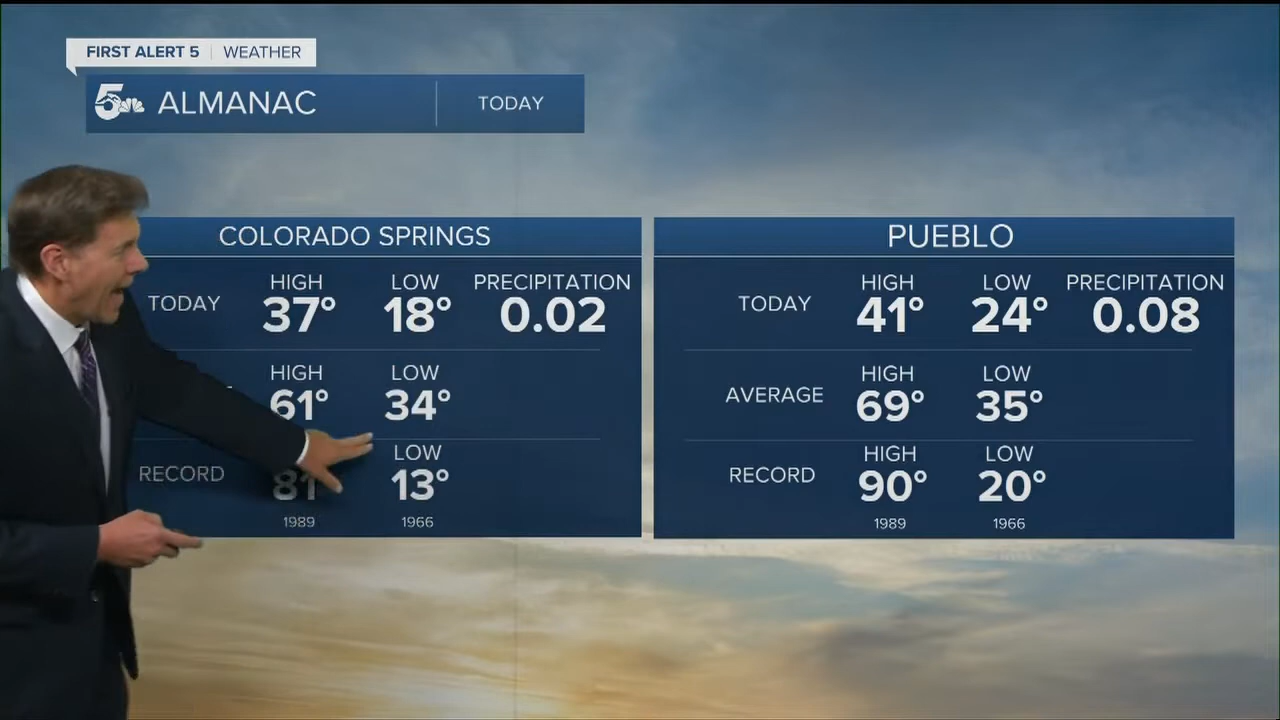 FIRST ALERT 5 | WEATHER
5 ALMANAC | TODAY
COLORADO SPRINGS
HIGH LOW PRECIPITATION
TODAY 37° 18° 0.02
HIGH LOW
61° 34°
LOW
RECORD 81 13°
1989 1966
PUEBLO
HIGH LOW PRECIPITATION
TODAY 41° 24° 0.08
HIGH LOW
AVERAGE 69° 35°
HIGH LOW
RECORD 90° 20°
1989 1966